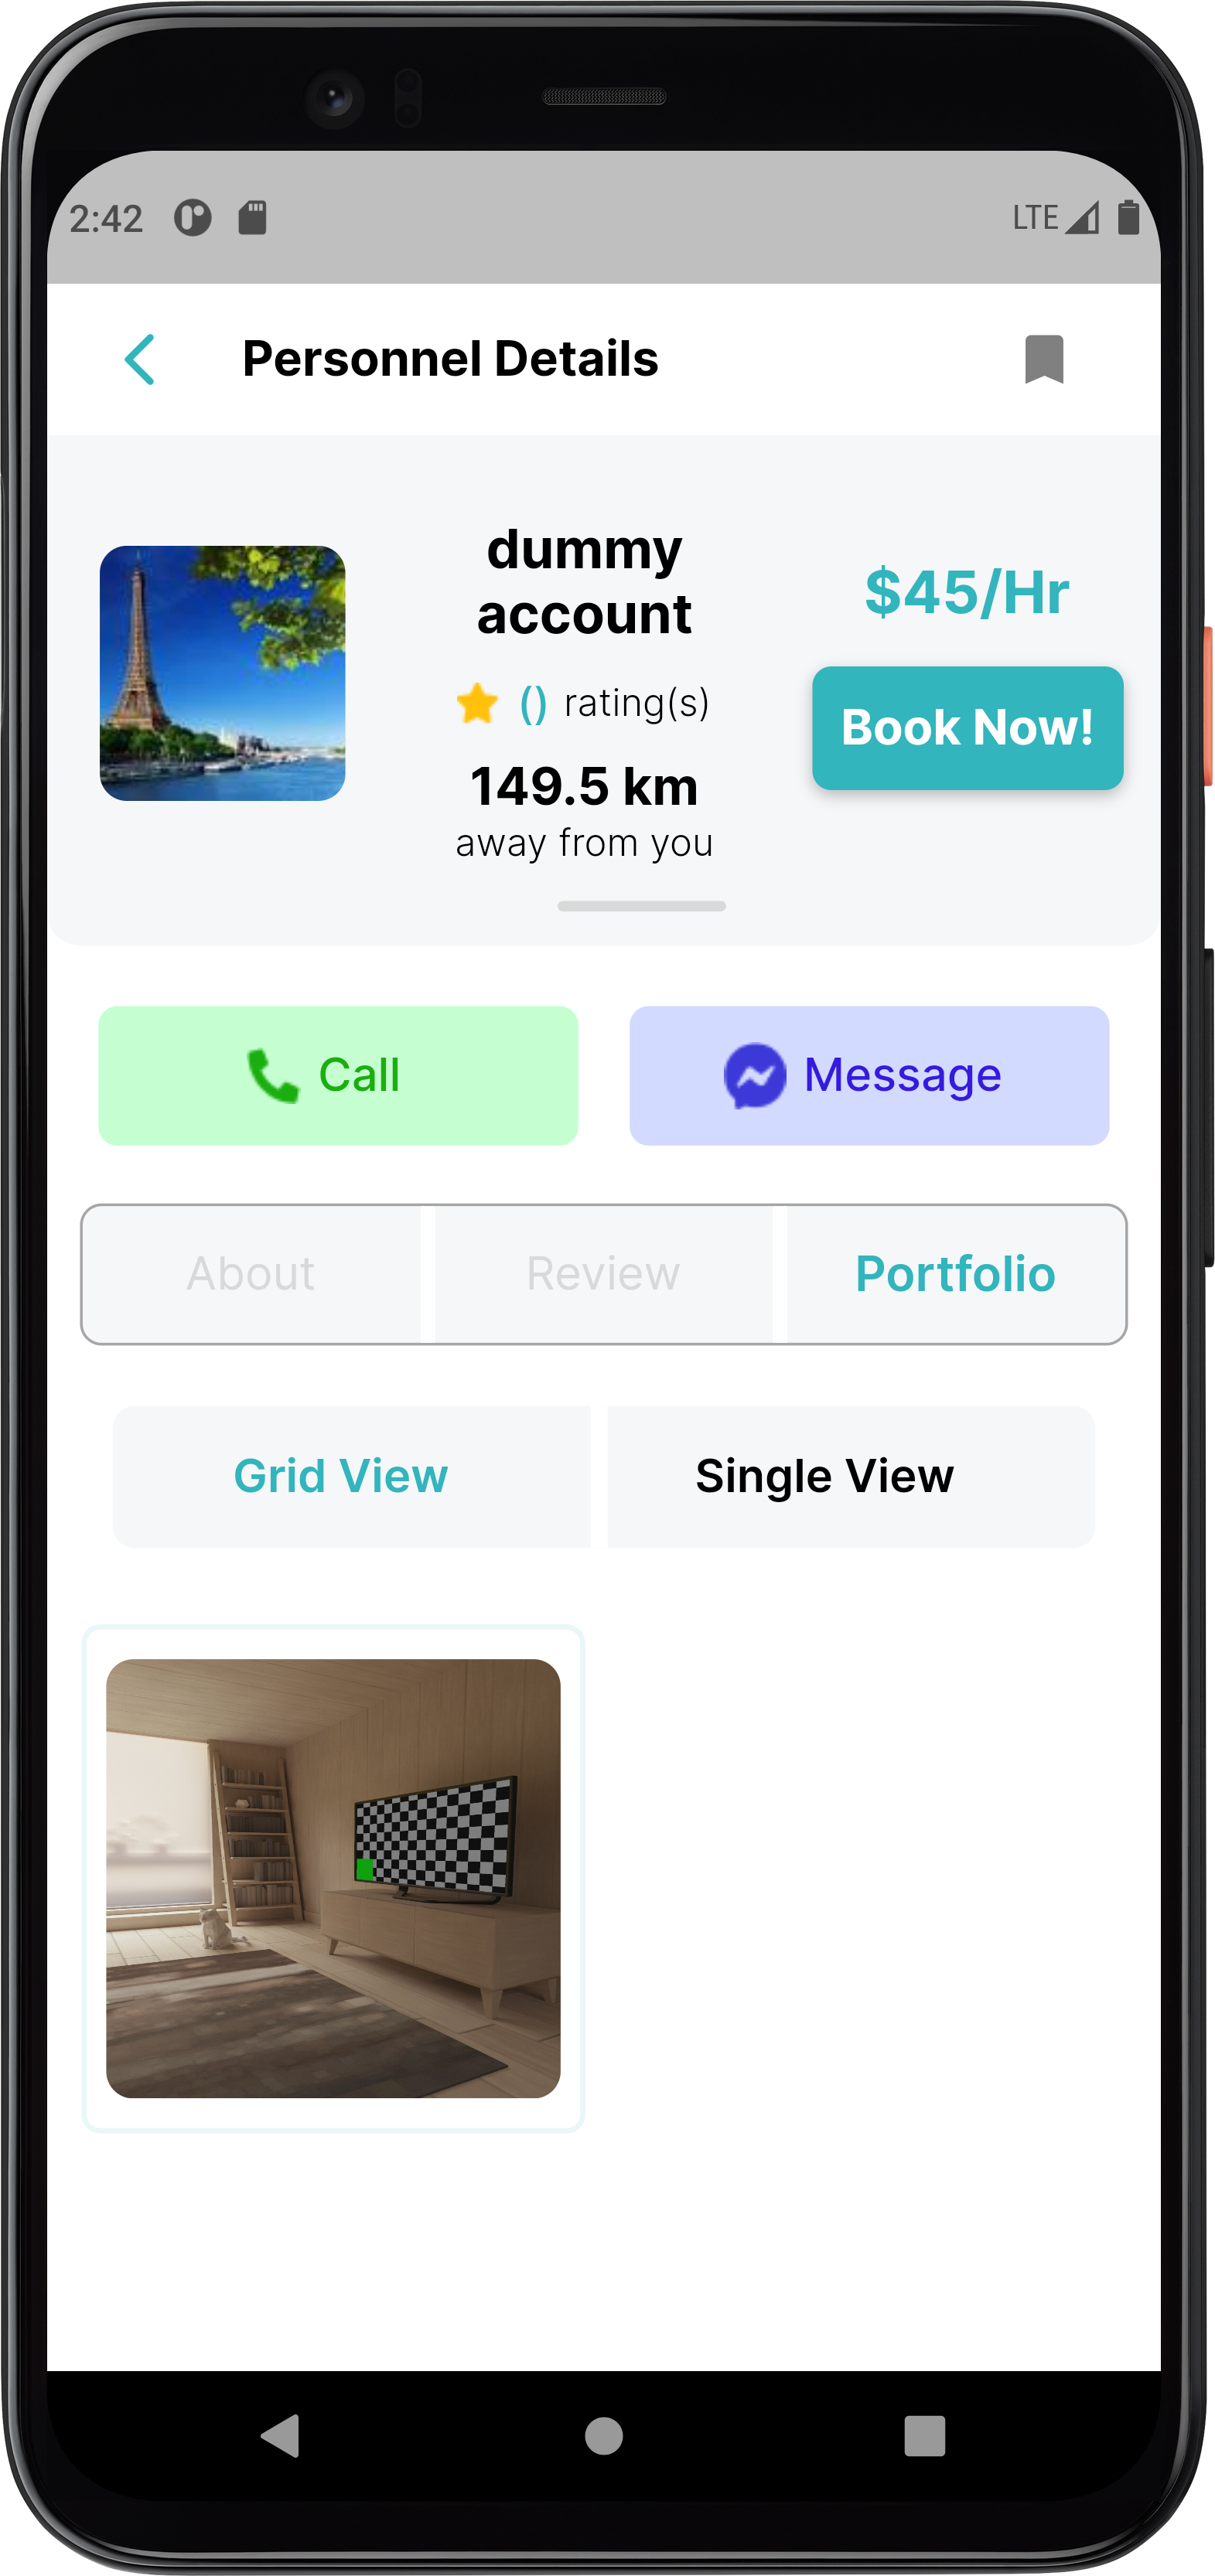 2:42
LTE
Personnel Details
dummy
account
$45/Hr
() rating(s)
Book Now!
149.5 km
away from you
Call
Message
About
Review
Portfolio
Grid View
Single View